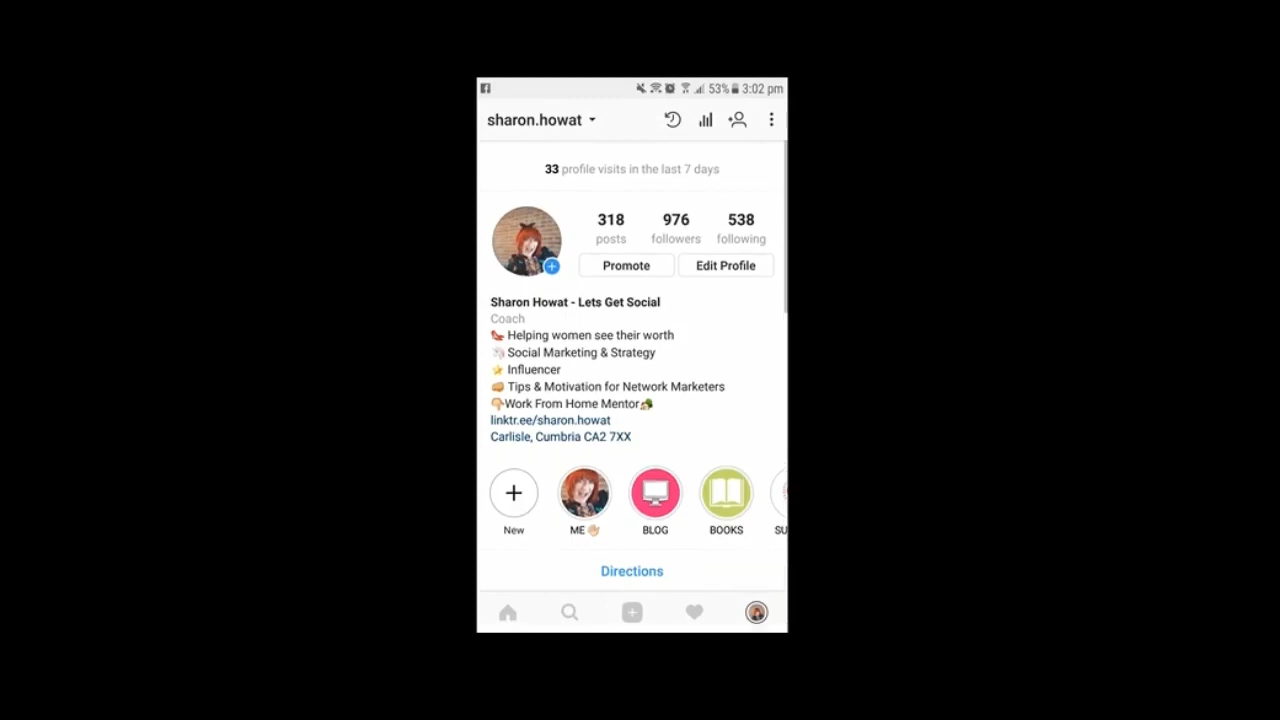 53% 3:02 pm
sharon.howat
33 profile visits in the last 7 days
318 976 538
posts followers following
Promote Edit Profile
Sharon Howat - Lets Get Social
Coach
👠 Helping women see their worth
🦄 Social Marketing & Strategy
⭐ Influencer
🤜🏼 Tips & Motivation for Network Marketers
👇🏼Work From Home Mentor🏡
linktr.ee/sharon.howat
Carlisle, Cumbria CA2 7XX
New ME 👋🏼 BLOG BOOKS SU
Directions